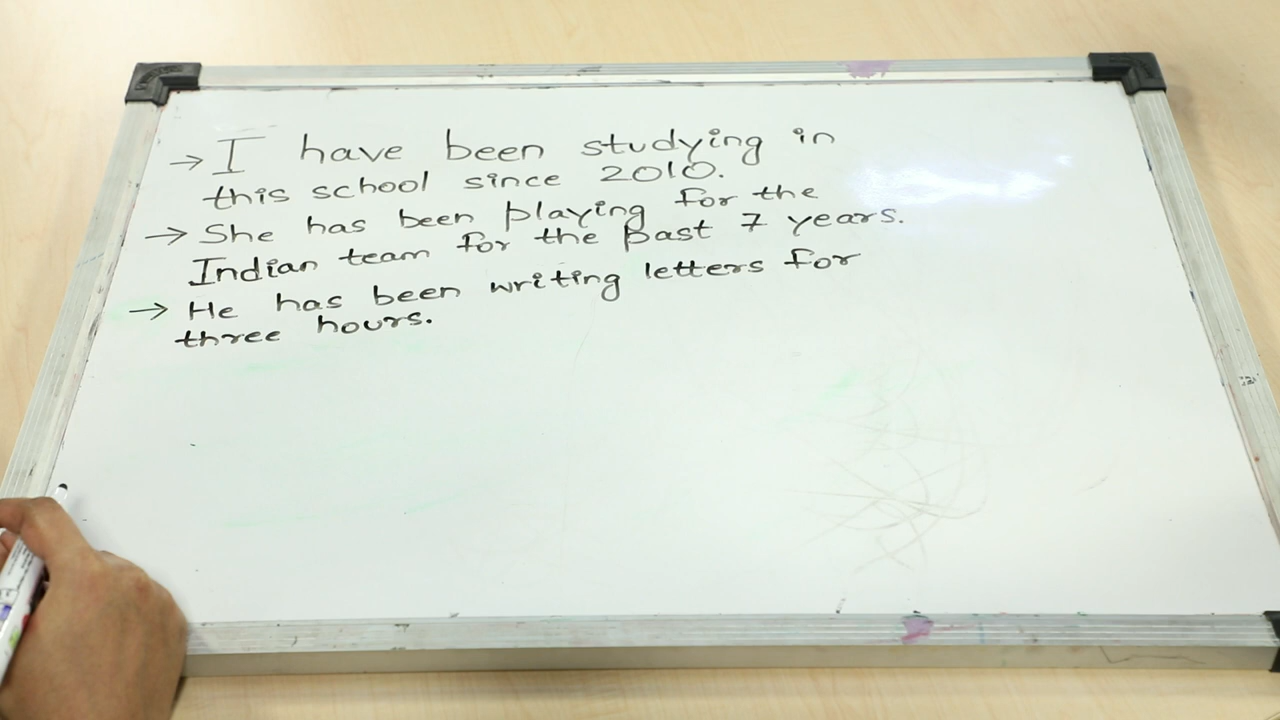 → I have been studying in
this school since 2010.
→ She has been playing for the
Indian team for the past 7 years.
→ He has been writing letters for
three hours.